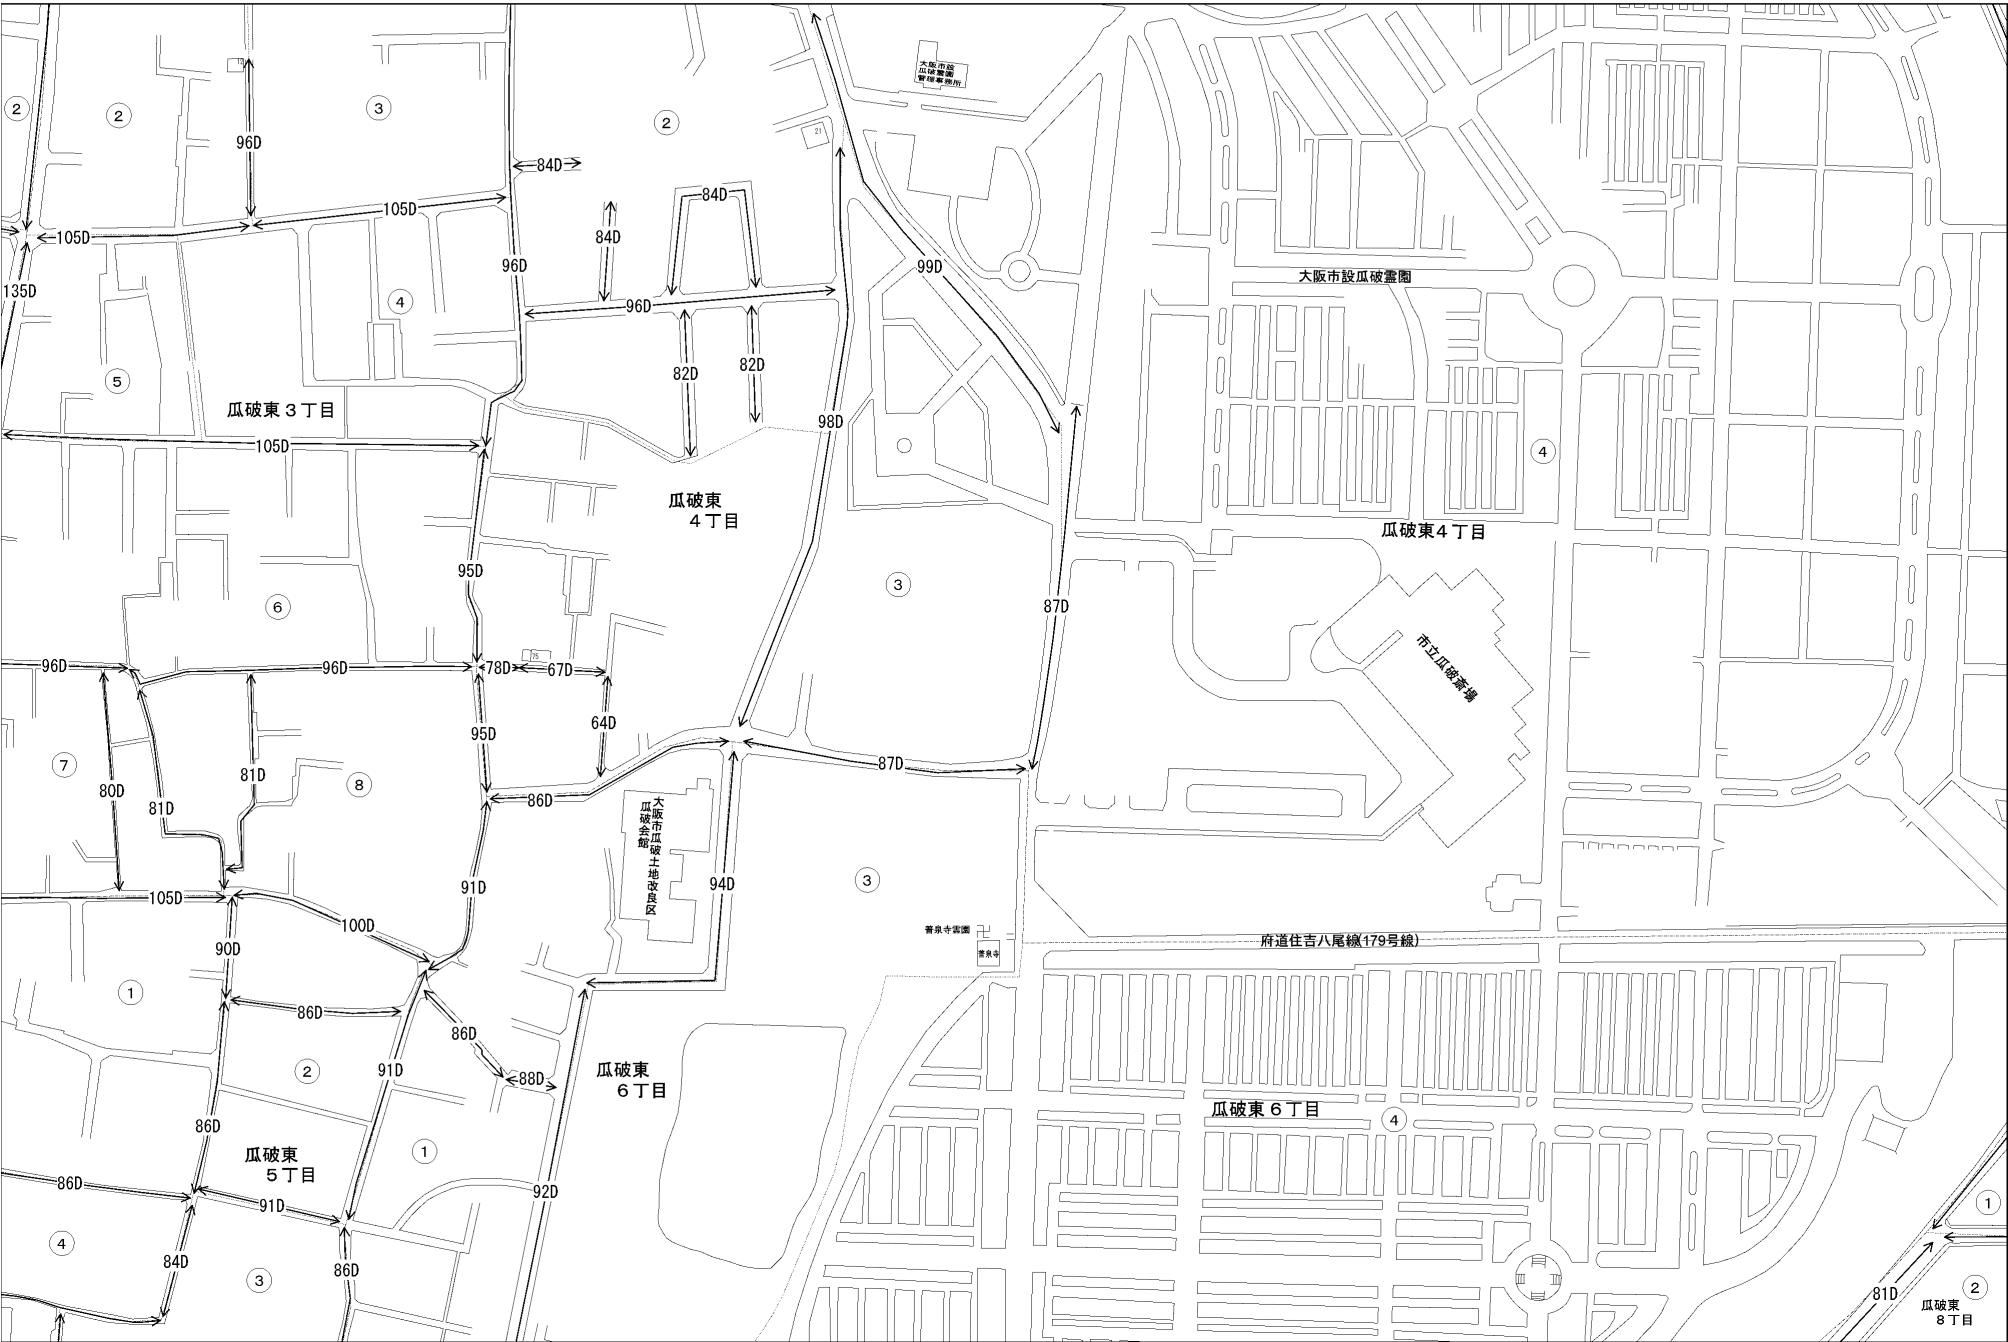 大阪市設
瓜破霊園
管理事務所
12
②
②
③
②
21
96D
84D
84D
105D
105D
84D
96D
99D
大阪市設瓜破霊園
135D
④
96D
82D
82D
⑤
瓜破東3丁目
98D
105D
④
瓜破東
4丁目
瓜破東4丁目
95D
③
⑥
87D
市立瓜破斎場
96D
96D
78D
75
67D
64D
95D
⑦
81D
87D
80D
81D
⑧
86D
大阪市瓜破土地改良区
瓜破会館
91D
94D
③
105D
100D
善泉寺霊園
善泉寺
府道住吉八尾線(179号線)
90D
①
86D
86D
②
91D
88D
瓜破東
6丁目
瓜破東6丁目
④
86D
瓜破東
5丁目
①
86D
91D
92D
①
④
84D
③
86D
81D
②
瓜破東
8丁目